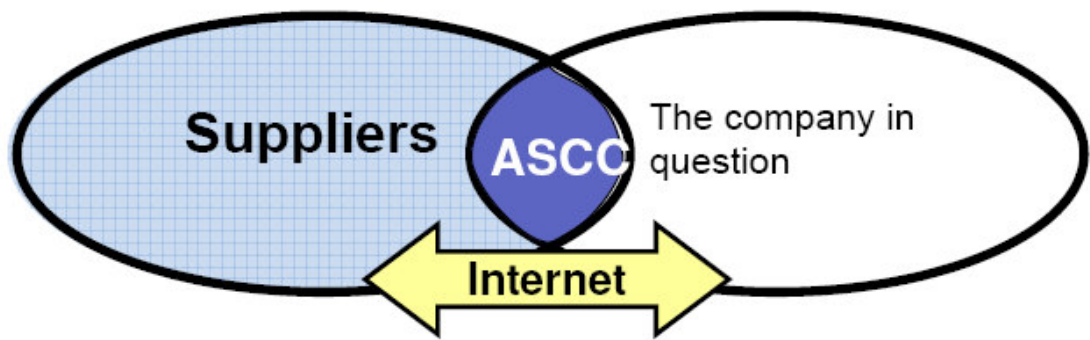 Suppliers
ASCC
The company in
question
Internet